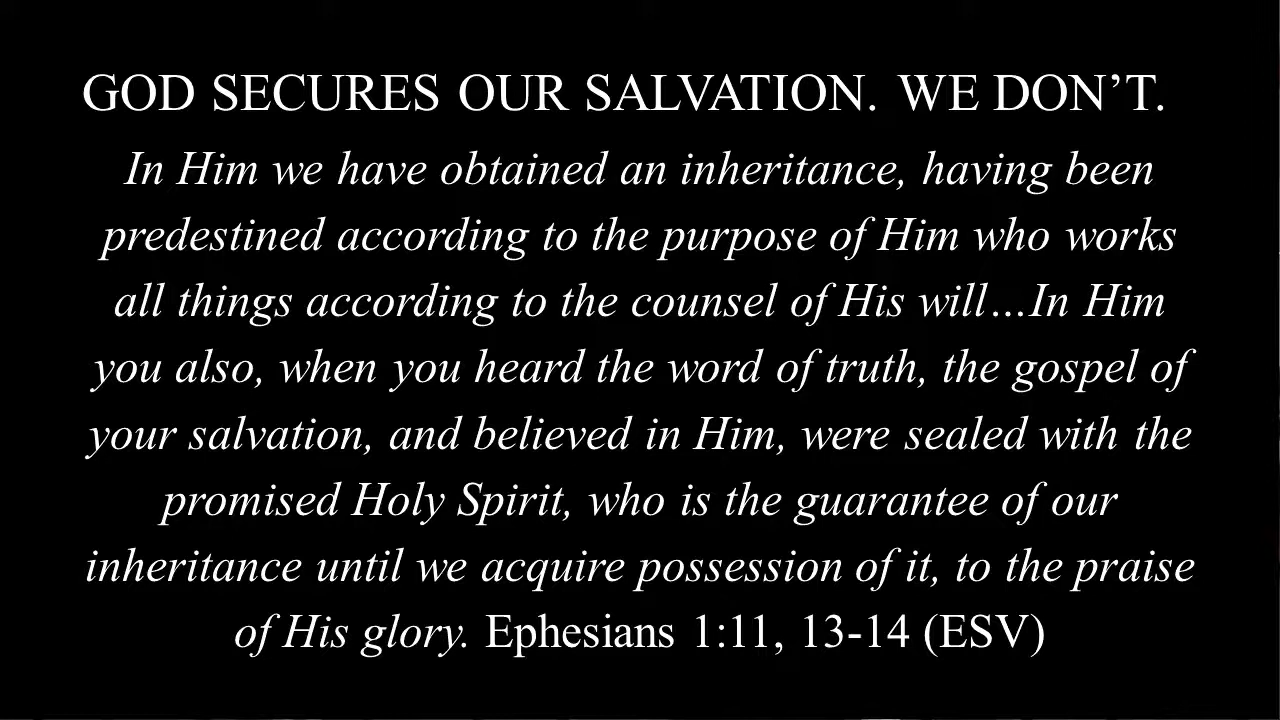 GOD SECURES OUR SALVATION. WE DON’T.
In Him we have obtained an inheritance, having been
predestined according to the purpose of Him who works
all things according to the counsel of His will…In Him
you also, when you heard the word of truth, the gospel of
your salvation, and believed in Him, were sealed with the
promised Holy Spirit, who is the guarantee of our
inheritance until we acquire possession of it, to the praise
of His glory. Ephesians 1:11, 13-14 (ESV)